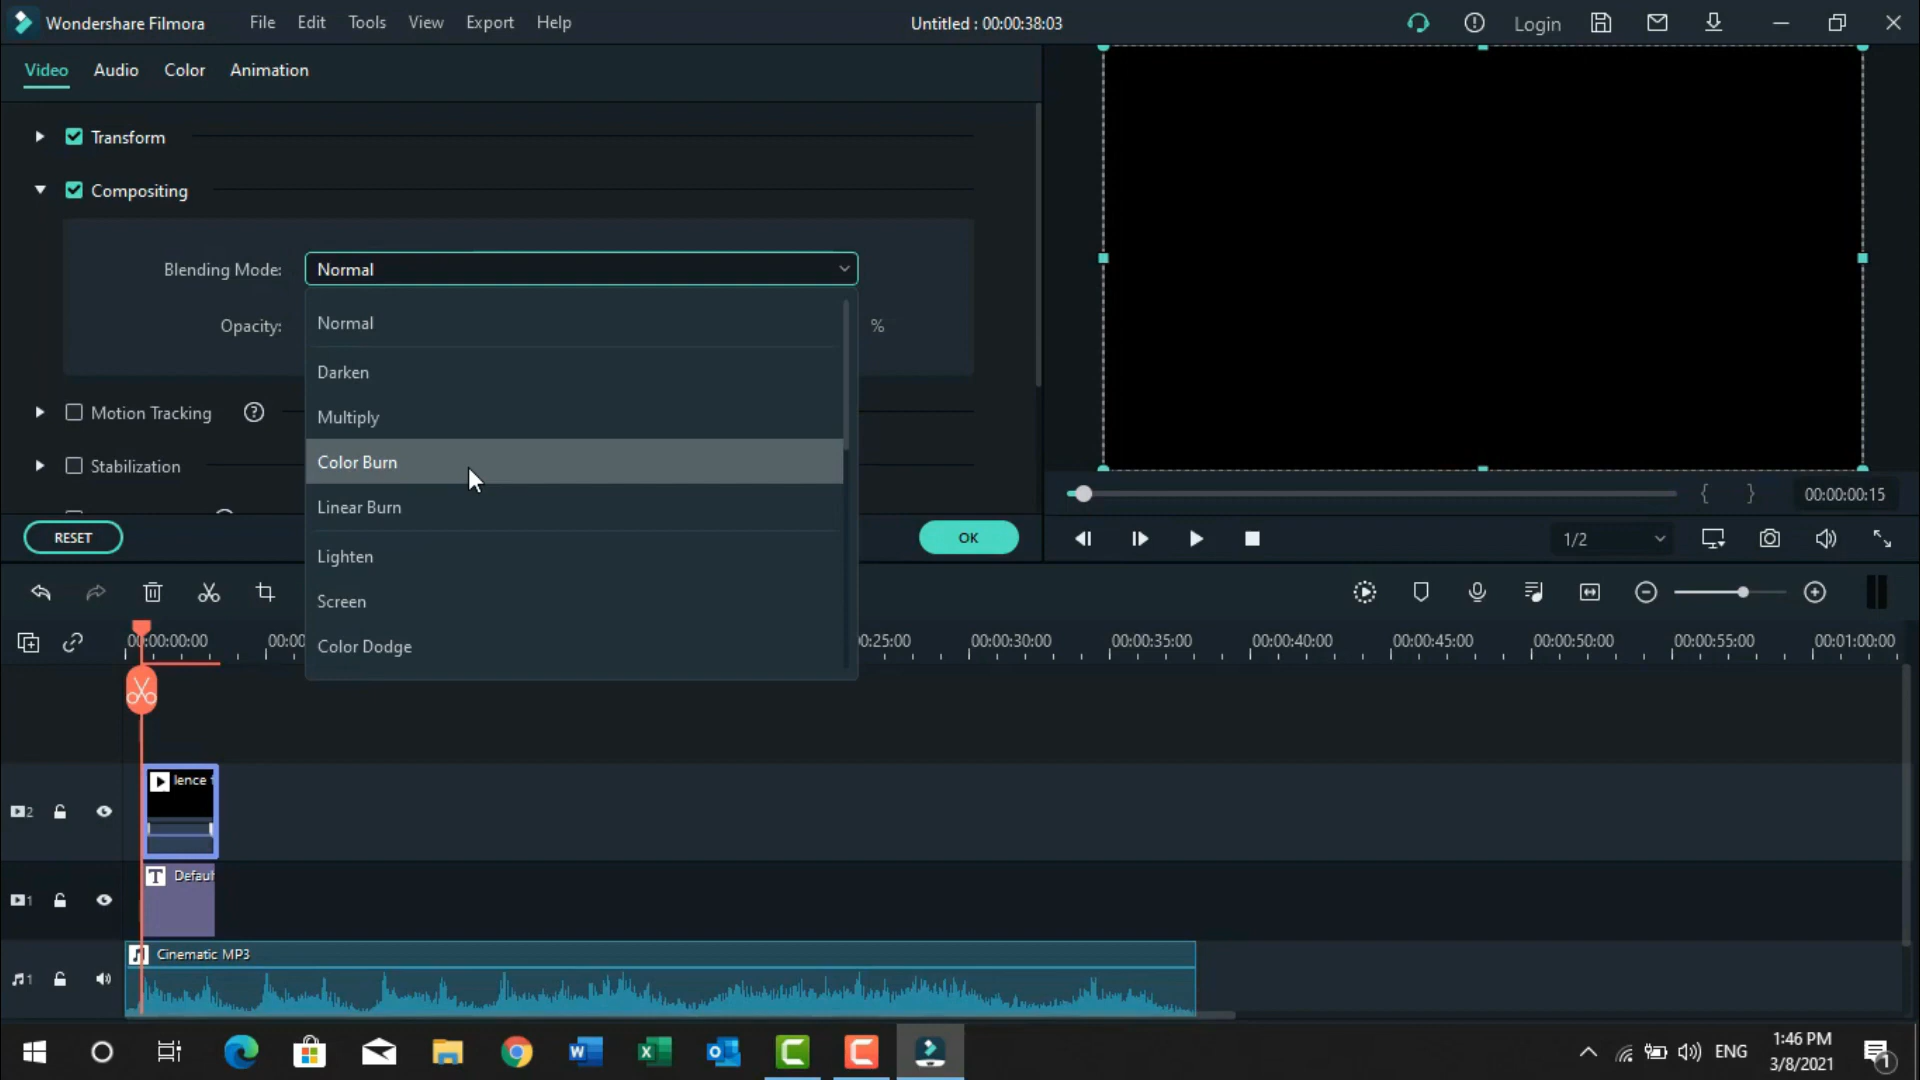 Wondershare Filmora File Edit Tools View Export Help Untitled : 00:00:38:03 Login
Video Audio Color Animation
Transform
Compositing
Blending Mode: Normal
Opacity: %
Normal
Darken
Multiply
Color Burn
Linear Burn
Lighten
Screen
Color Dodge
Motion Tracking ?
Stabilization
RESET OK
{ } 00:00:00:15
1/2
00:00:00:00 00:00 0:25:00 00:00:30:00 00:00:35:00 00:00:40:00 00:00:45:00 00:00:50:00 00:00:55:00 00:01:00:00
lence
2
T Defaul
1
Cinematic MP3
1
ENG 1:46 PM
3/8/2021
1